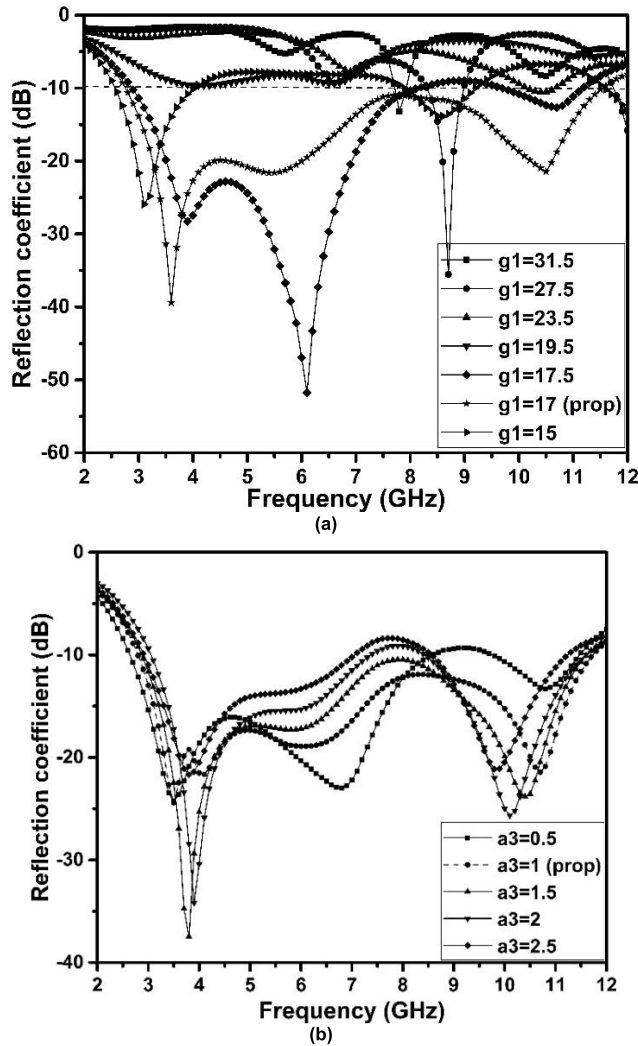 0
-10
-20
-30
-40
-50
-60
Reflection coefficient (dB)
g1=31.5
g1=27.5
g1=23.5
g1=19.5
g1=17.5
g1=17 (prop)
g1=15
2 3 4 5 6 7 8 9 10 11 12
Frequency (GHz)
(a)
0
-10
-20
-30
-40
Reflection coefficient (dB)
a3=0.5
a3=1 (prop)
a3=1.5
a3=2
a3=2.5
2 3 4 5 6 7 8 9 10 11 12
Frequency (GHz)
(b)